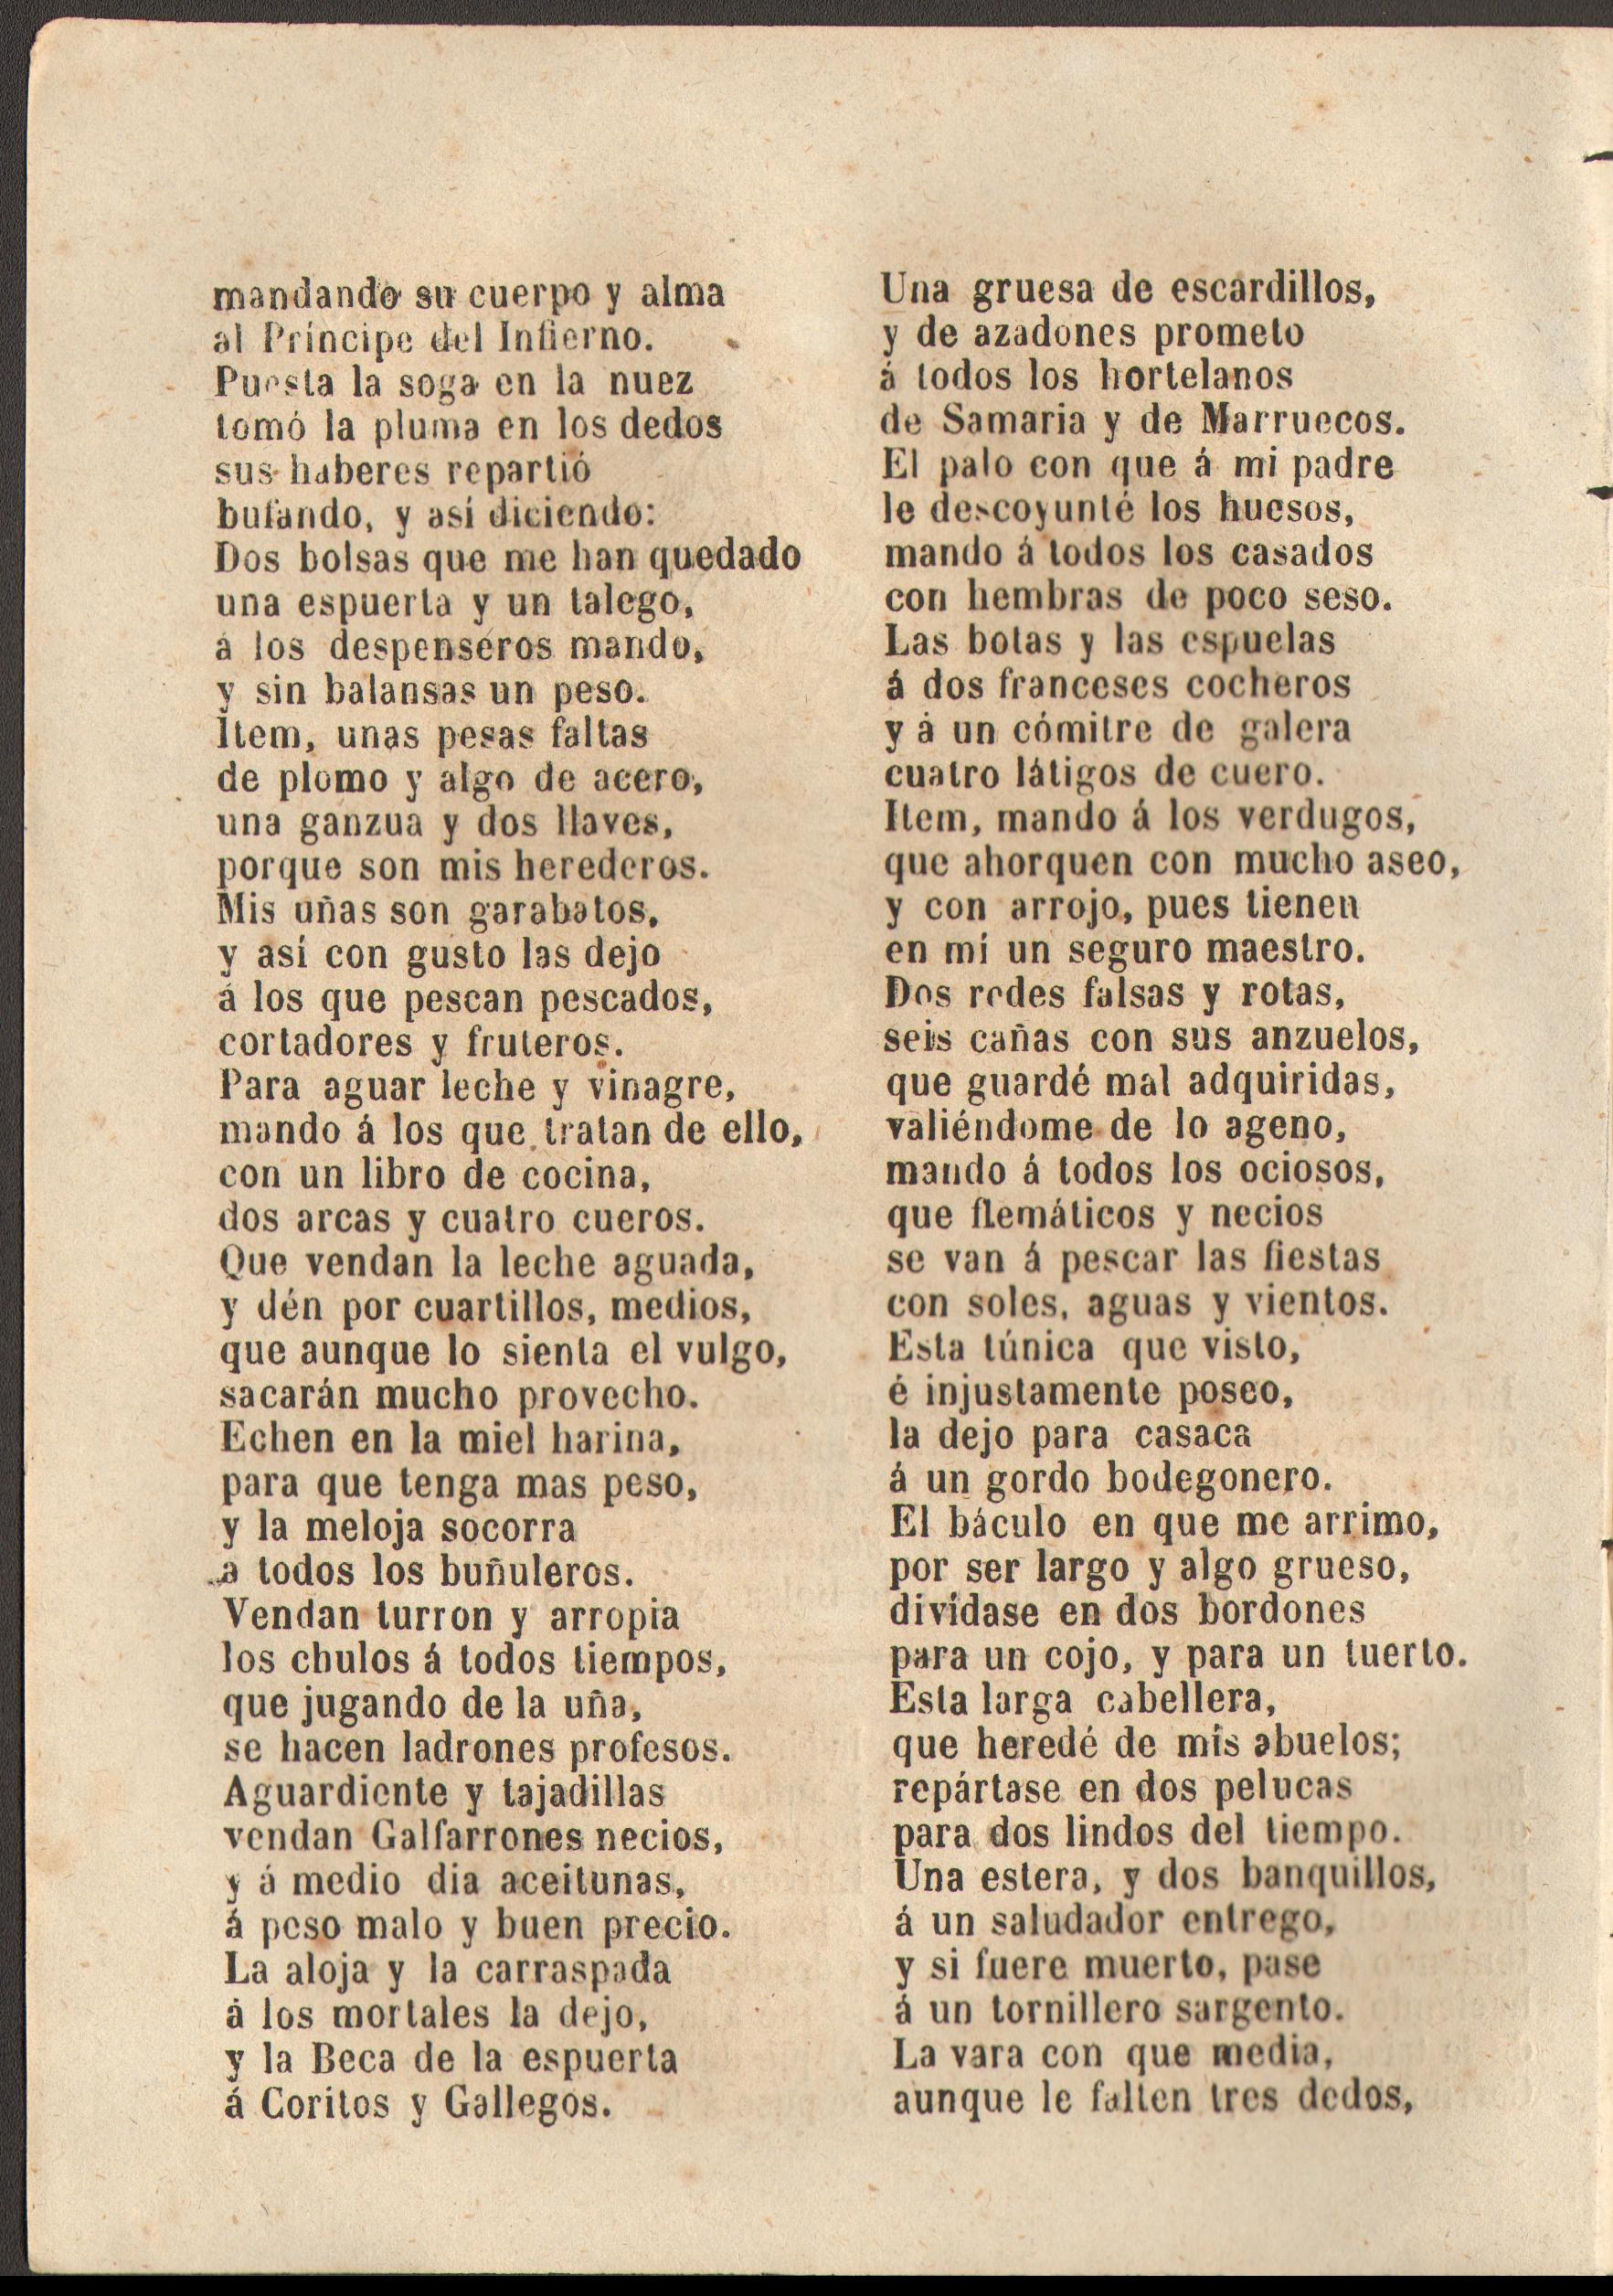 mandando su cuerpo y alma
al Príncipe del Infierno.
Puesta la soga en la nuez
tomó la pluma en los dedos
sus haberes repartió
bufando, y así diciendo:
Dos bolsas que me han quedado
una espuerta y un talego,
á los despenseros mando,
y sin balansas un peso.
Item, unas pesas faltas
de plomo y algo de acero,
una ganzua y dos llaves,
porque son mis herederos.
Mis uñas son garabatos,
y así con gusto las dejo
á los que pescan pescados,
cortadores y fruteros.
Para aguar leche y vinagre,
mando á los que tratan de ello,
con un libro de cocina,
dos arcas y cuatro cueros.
Que vendan la leche aguada,
y dén por cuartillos, medios,
que aunque lo sienta el vulgo,
sacarán mucho provecho.
Echen en la miel harina,
para que tenga mas peso,
y la meloja socorra
a todos los buñuleros.
Vendan turron y arropia
los chulos á todos tiempos,
que jugando de la uña,
se hacen ladrones profesos.
Aguardiente y tajadillas
vendan Galfarrones necios,
y á medio dia aceitunas,
á peso malo y buen precio.
La aloja y la carraspada
á los mortales la dejo,
y la Beca de la espuerta
á Coritos y Gallegos.
Una gruesa de escardillos,
y de azadones prometo
á todos los hortelanos
de Samaria y de Marruecos.
El palo con que á mi padre
le descoyunté los huesos,
mando á todos los casados
con hembras de poco seso.
Las botas y las espuelas
á dos franceses cocheros
y á un cómitre de galera
cuatro látigos de cuero.
Item, mando á los verdugos,
que ahorquen con mucho aseo,
y con arrojo, pues tienen
en mí un seguro maestro.
Dos redes falsas y rotas,
seis cañas con sus anzuelos,
que guardé mal adquiridas,
valiéndome de lo ageno,
mando á todos los ociosos,
que flemáticos y necios
se van á pescar las fiestas
con soles, aguas y vientos.
Esta túnica que visto,
é injustamente poseo,
la dejo para casaca
á un gordo bodegonero.
El báculo en que me arrimo,
por ser largo y algo grueso,
divídase en dos bordones
para un cojo, y para un tuerto.
Esta larga cabellera,
que heredé de mis abuelos;
repártase en dos pelucas
para dos lindos del tiempo.
Una estera, y dos banquillos,
á un saludador entrego,
y si fuere muerto, pase
á un tornillero sargento.
La vara con que media,
aunque le falten tres dedos,